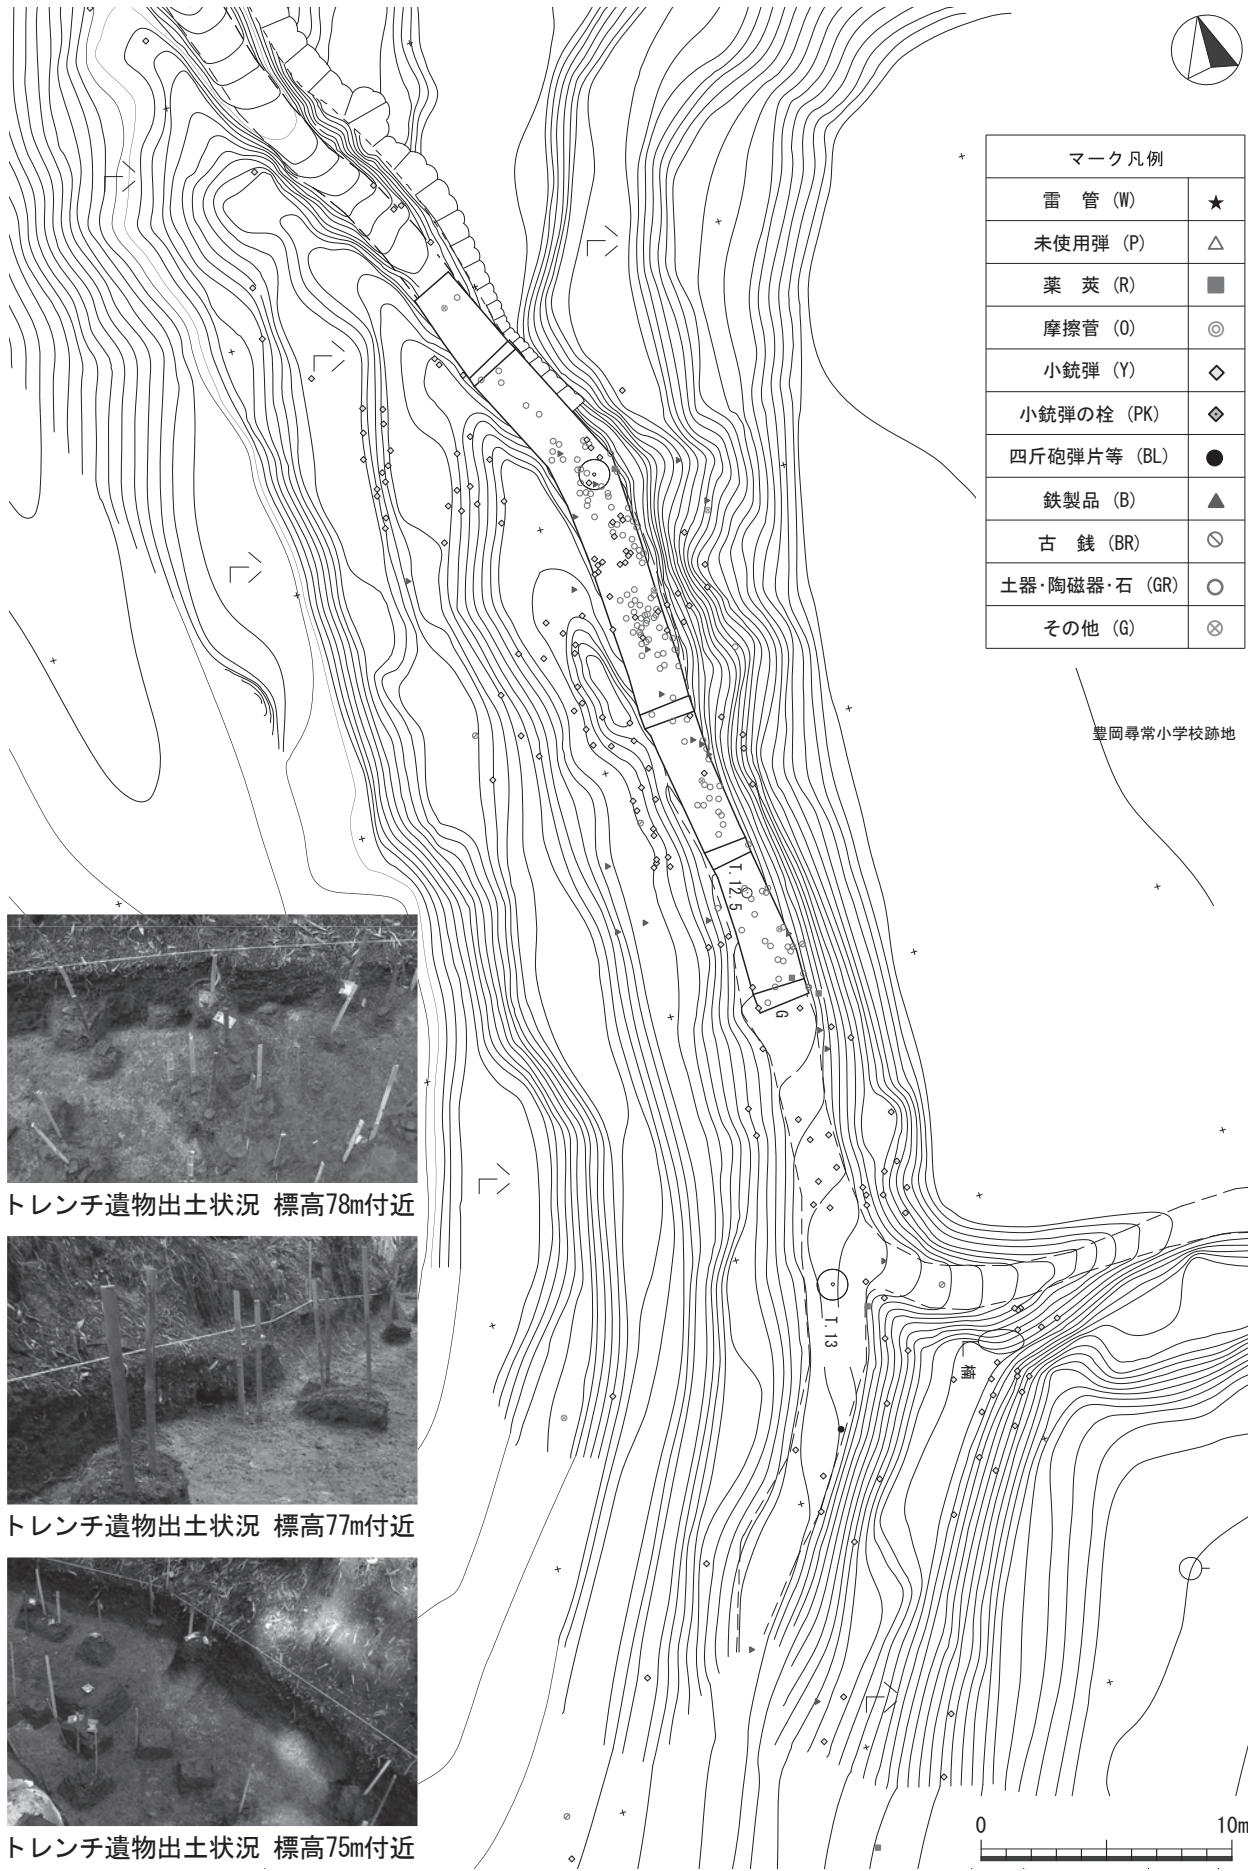 マーク凡例
雷　管 (W)
未使用弾 (P)
薬　莢 (R)
摩擦菅 (O)
小銃弾 (Y)
小銃弾の栓 (PK)
四斤砲弾片等 (BL)
鉄製品 (B)
古　銭 (BR)
土器・陶磁器・石 (GR)
その他 (G)
豊岡尋常小学校跡地
T.12.5
G
T.13
楠
トレンチ遺物出土状況 標高78m付近
トレンチ遺物出土状況 標高77m付近
トレンチ遺物出土状況 標高75m付近
0 10m